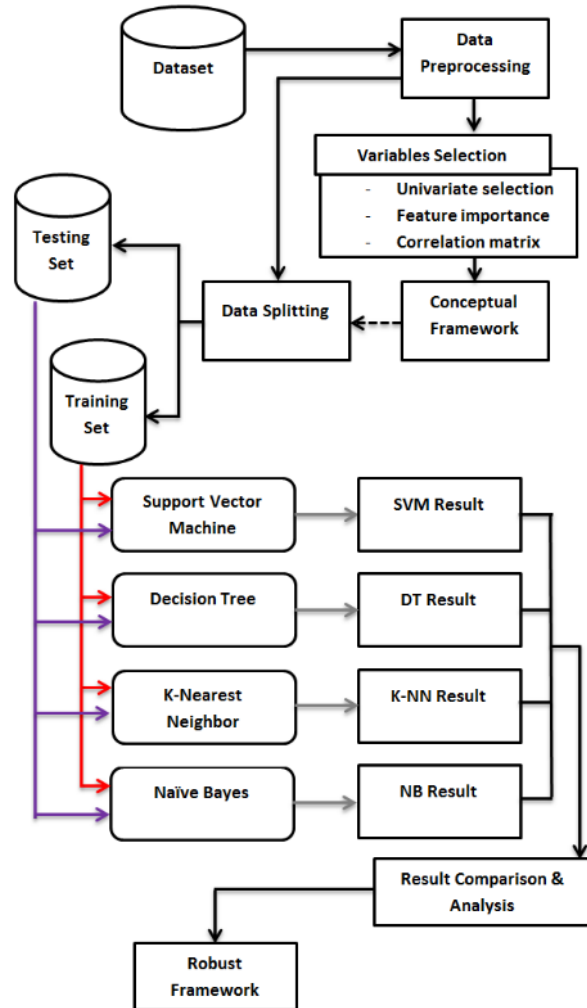 Dataset
Data
Preprocessing
Variables Selection
- Univariate selection
- Feature importance
- Correlation matrix
Testing
Set
Data Splitting
Conceptual
Framework
Training
Set
Support Vector
Machine
SVM Result
Decision Tree
DT Result
K-Nearest
Neighbor
K-NN Result
Naïve Bayes
NB Result
Result Comparison &
Analysis
Robust
Framework